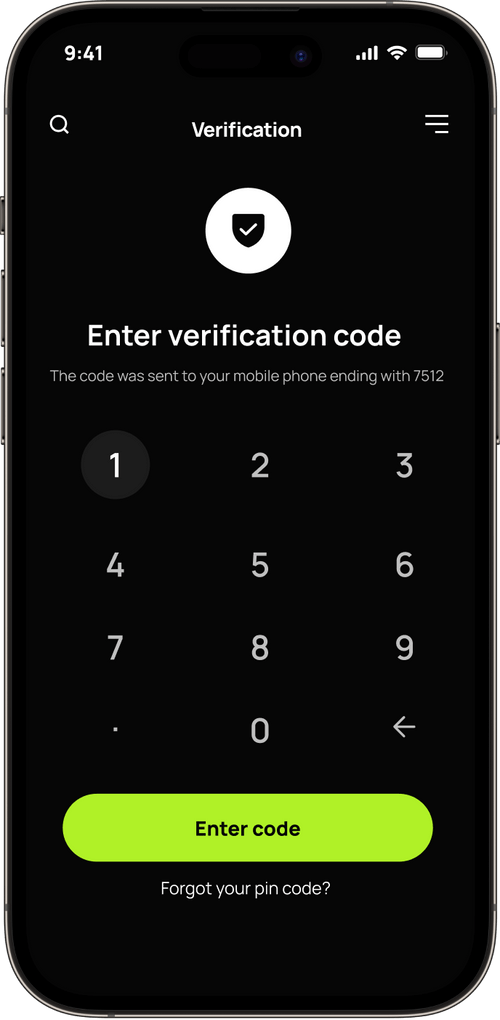 9:41
Verification
Enter verification code
The code was sent to your mobile phone ending with 7512
1 2 3
4 5 6
7 8 9
. 0
Enter code
Forgot your pin code?